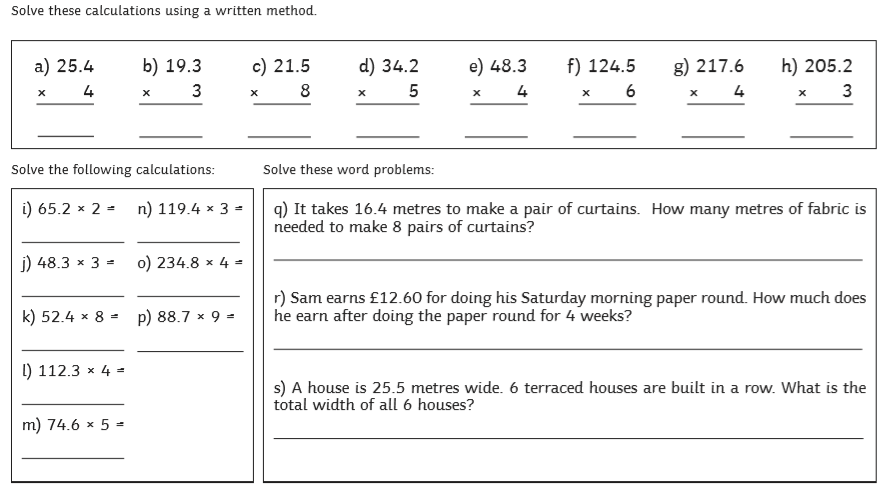 Solve these calculations using a written method.
a) 25.4 b) 19.3 c) 21.5 d) 34.2 e) 48.3 f) 124.5 g) 217.6 h) 205.2
× 4 × 3 × 8 × 5 × 4 × 6 × 4 × 3
Solve the following calculations:
i) 65.2 × 2 = n) 119.4 × 3 =
j) 48.3 × 3 = o) 234.8 × 4 =
k) 52.4 × 8 = p) 88.7 × 9 =
l) 112.3 × 4 =
m) 74.6 × 5 =
Solve these word problems:
q) It takes 16.4 metres to make a pair of curtains. How many metres of fabric is
needed to make 8 pairs of curtains?
r) Sam earns £12.60 for doing his Saturday morning paper round. How much does
he earn after doing the paper round for 4 weeks?
s) A house is 25.5 metres wide. 6 terraced houses are built in a row. What is the
total width of all 6 houses?